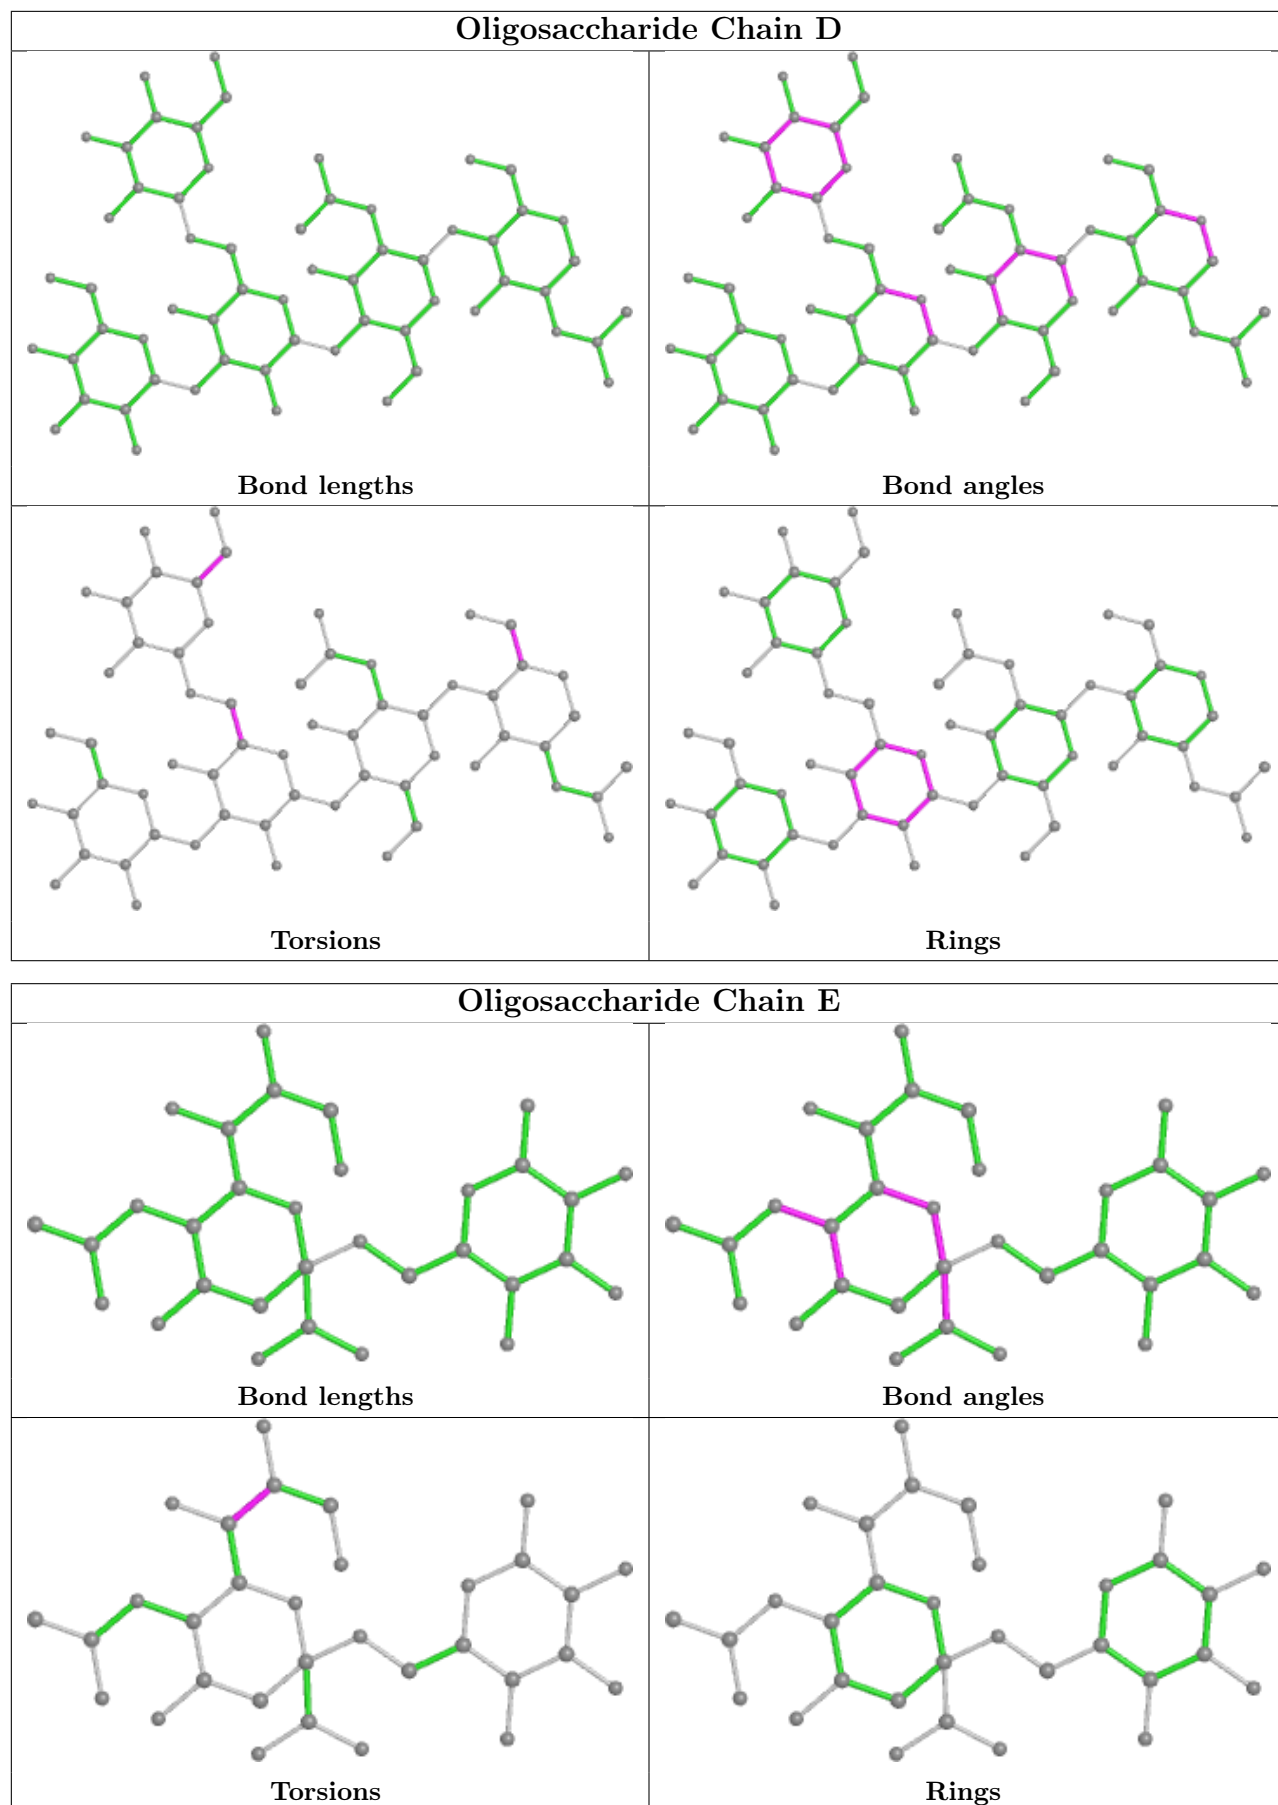 Oligosaccharide Chain D
Bond lengths
Bond angles
Torsions
Rings
Oligosaccharide Chain E
Bond lengths
Bond angles
Torsions
Rings